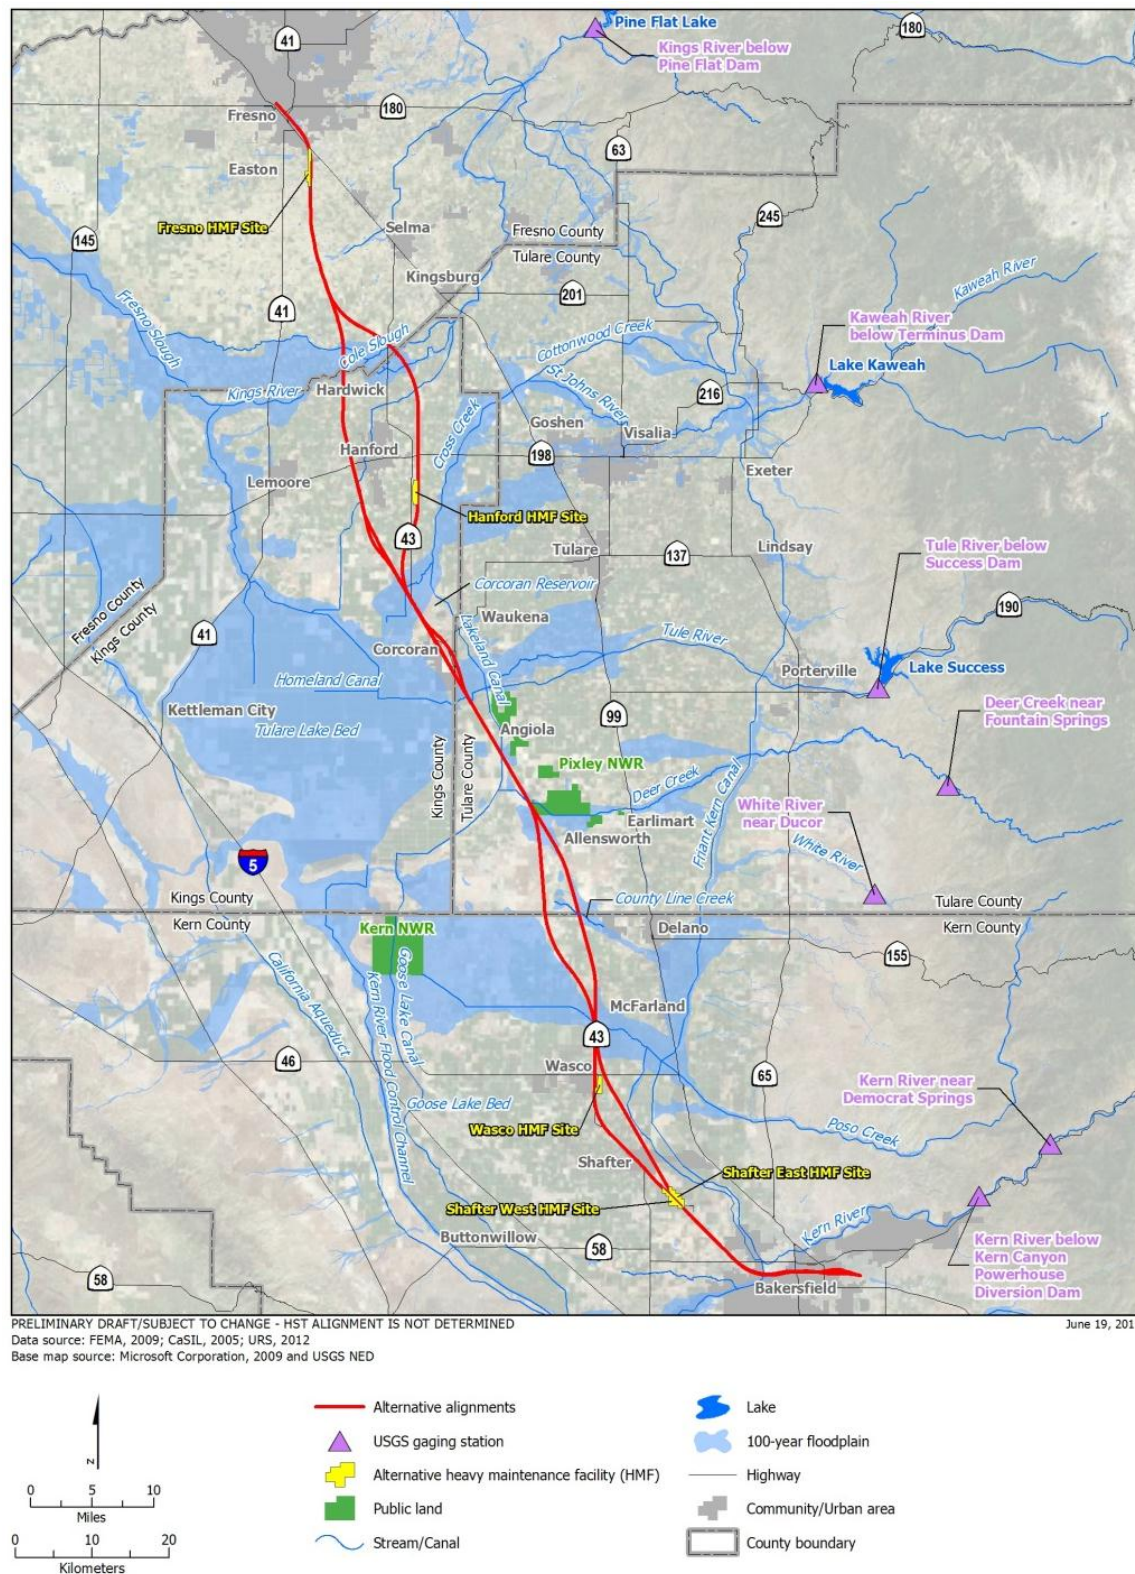 Pine Flat Lake
41
180
Kings River below
Pine Flat Dam
Fresno
180
63
Easton
Fresno HMF Site
245
145
Selma
Fresno County
Tulare County
Kingsburg
201
Kaweah River
41
Fresno Slough
Cole Slough
Cottonwood Creek
Kaweah River
below Terminus Dam
Lake Kaweah
Kings River
Hardwick
St Johns River
216
Cross Creek
Goshen
Visalia
Hanford
198
Exeter
Lemoore
Hanford HMF Site
43
Tulare
137
Lindsay
Tule River below
Success Dam
Corcoran Reservoir
190
Fresno County
Kings County
41
Waukena
Lakeland Canal
Tule River
Corcoran
Porterville
Lake Success
Homeland Canal
Kettleman City
Tulare Lake Bed
Angiola
99
Deer Creek near
Fountain Springs
Kings County
Tulare County
Pixley NWR
Deer Creek
Friant Kern Canal
White River
near Ducor
Earlimart
Allensworth
White River
5
Kings County
Kern County
County Line Creek
Tulare County
Kern County
Kern NWR
Delano
155
California Aqueduct
Kern River Flood Control Channel
Goose Lake Canal
McFarland
43
46
Wasco
65
Kern River near
Democrat Springs
Goose Lake Bed
Wasco HMF Site
Poso Creek
Shafter
Shafter East HMF Site
Shafter West HMF Site
Kern River
Buttonwillow
58
Kern River below
Kern Canyon
Powerhouse
Diversion Dam
58
Bakersfield
PRELIMINARY DRAFT/SUBJECT TO CHANGE - HST ALIGNMENT IS NOT DETERMINED
June 19, 201
Data source: FEMA, 2009; CaSIL, 2005; URS, 2012
Base map source: Microsoft Corporation, 2009 and USGS NED
N
0 5 10
Miles
0 10 20
Kilometers
Alternative alignments
USGS gaging station
Alternative heavy maintenance facility (HMF)
Public land
Stream/Canal
Lake
100-year floodplain
Highway
Community/Urban area
County boundary